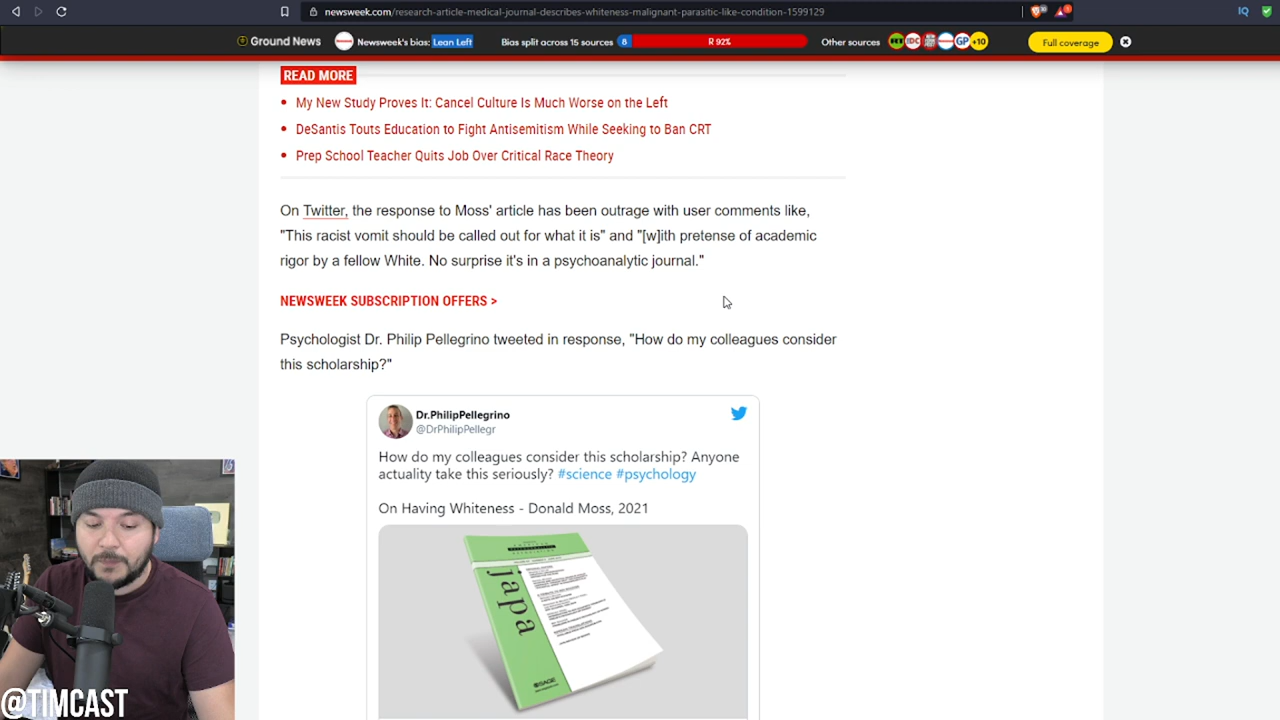 newsweek.com/research-article-medical-journal-describes-whiteness-malignant-parasitic-like-condition-1599129
IQ
Ground News Newsweek's bias: Lean Left Bias split across 15 sources 8 R 92% Other sources GP +10 Full coverage
READ MORE
My New Study Proves It: Cancel Culture Is Much Worse on the Left
DeSantis Touts Education to Fight Antisemitism While Seeking to Ban CRT
Prep School Teacher Quits Job Over Critical Race Theory
On Twitter, the response to Moss' article has been outrage with user comments like,
"This racist vomit should be called out for what it is" and "[w]ith pretense of academic
rigor by a fellow White. No surprise it's in a psychoanalytic journal."
NEWSWEEK SUBSCRIPTION OFFERS >
Psychologist Dr. Philip Pellegrino tweeted in response, "How do my colleagues consider
this scholarship?"
Dr.PhilipPellegrino
@DrPhilipPellegr
How do my colleagues consider this scholarship? Anyone
actuality take this seriously? #science #psychology
On Having Whiteness - Donald Moss, 2021
japa
SAGE
@TIMCAST